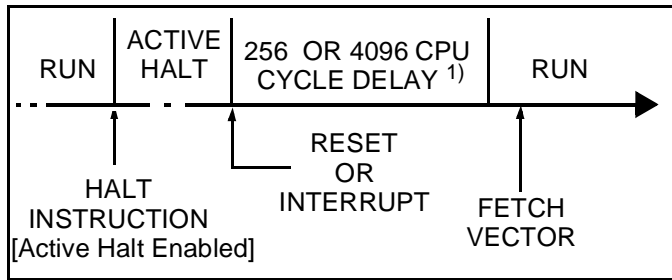 RUN
ACTIVE
HALT
256 OR 4096 CPU
CYCLE DELAY 1)
RUN
HALT
INSTRUCTION
[Active Halt Enabled]
RESET
OR
INTERRUPT
FETCH
VECTOR